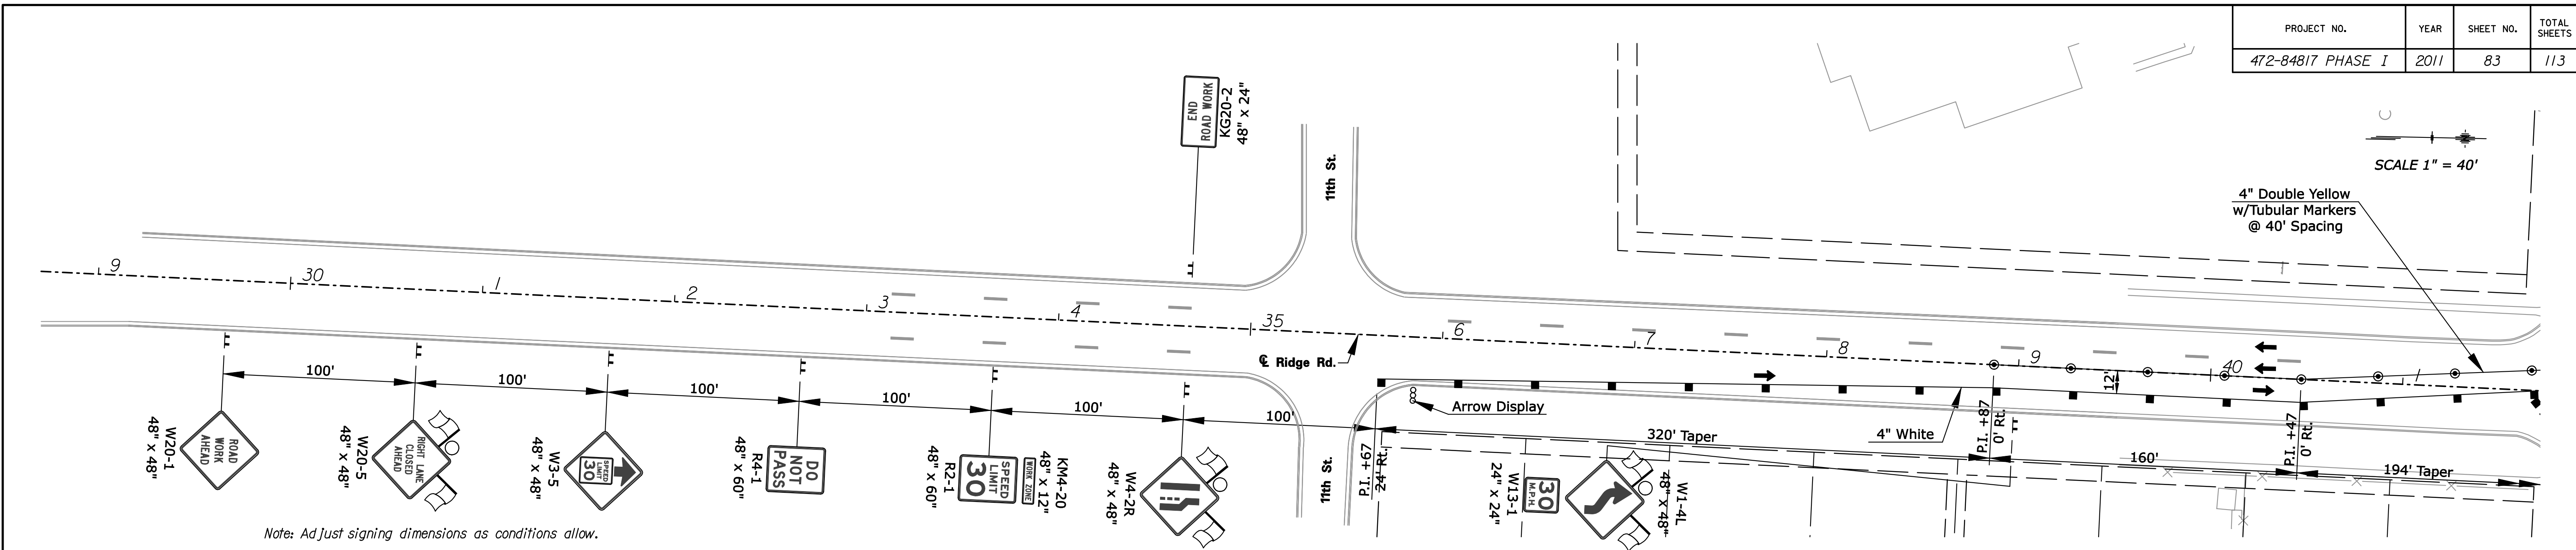 PROJECT NO.
YEAR
SHEET NO.
TOTAL
SHEETS
472-84817 PHASE I
2011
83
113
SCALE 1" = 40'
4" Double Yellow
w/Tubular Markers
@ 40' Spacing
END
ROAD WORK
KG20-2
48" x 24"
11th St.
9
30
1
2
3
4
35
6
7
8
9
40
1
℄ Ridge Rd.
12'
100'
100'
100'
100'
100'
100'
Arrow Display
4" White
320' Taper
160'
194' Taper
P.I. +67
24' Rt.
P.I. +87
0' Rt.
P.I. +47
0' Rt.
ROAD
WORK
AHEAD
W20-1
48" x 48"
RIGHT LANE
CLOSED
AHEAD
W20-5
48" x 48"
SPEED
LIMIT
30
W3-5
48" x 48"
DO
NOT
PASS
R4-1
48" x 60"
WORK ZONE
KM4-20
48" x 12"
SPEED
LIMIT
30
R2-1
48" x 60"
W4-2R
48" x 48"
11th St.
W1-4L
48" x 48"
30
M.P.H.
W13-1
24" x 24"
Note: Adjust signing dimensions as conditions allow.